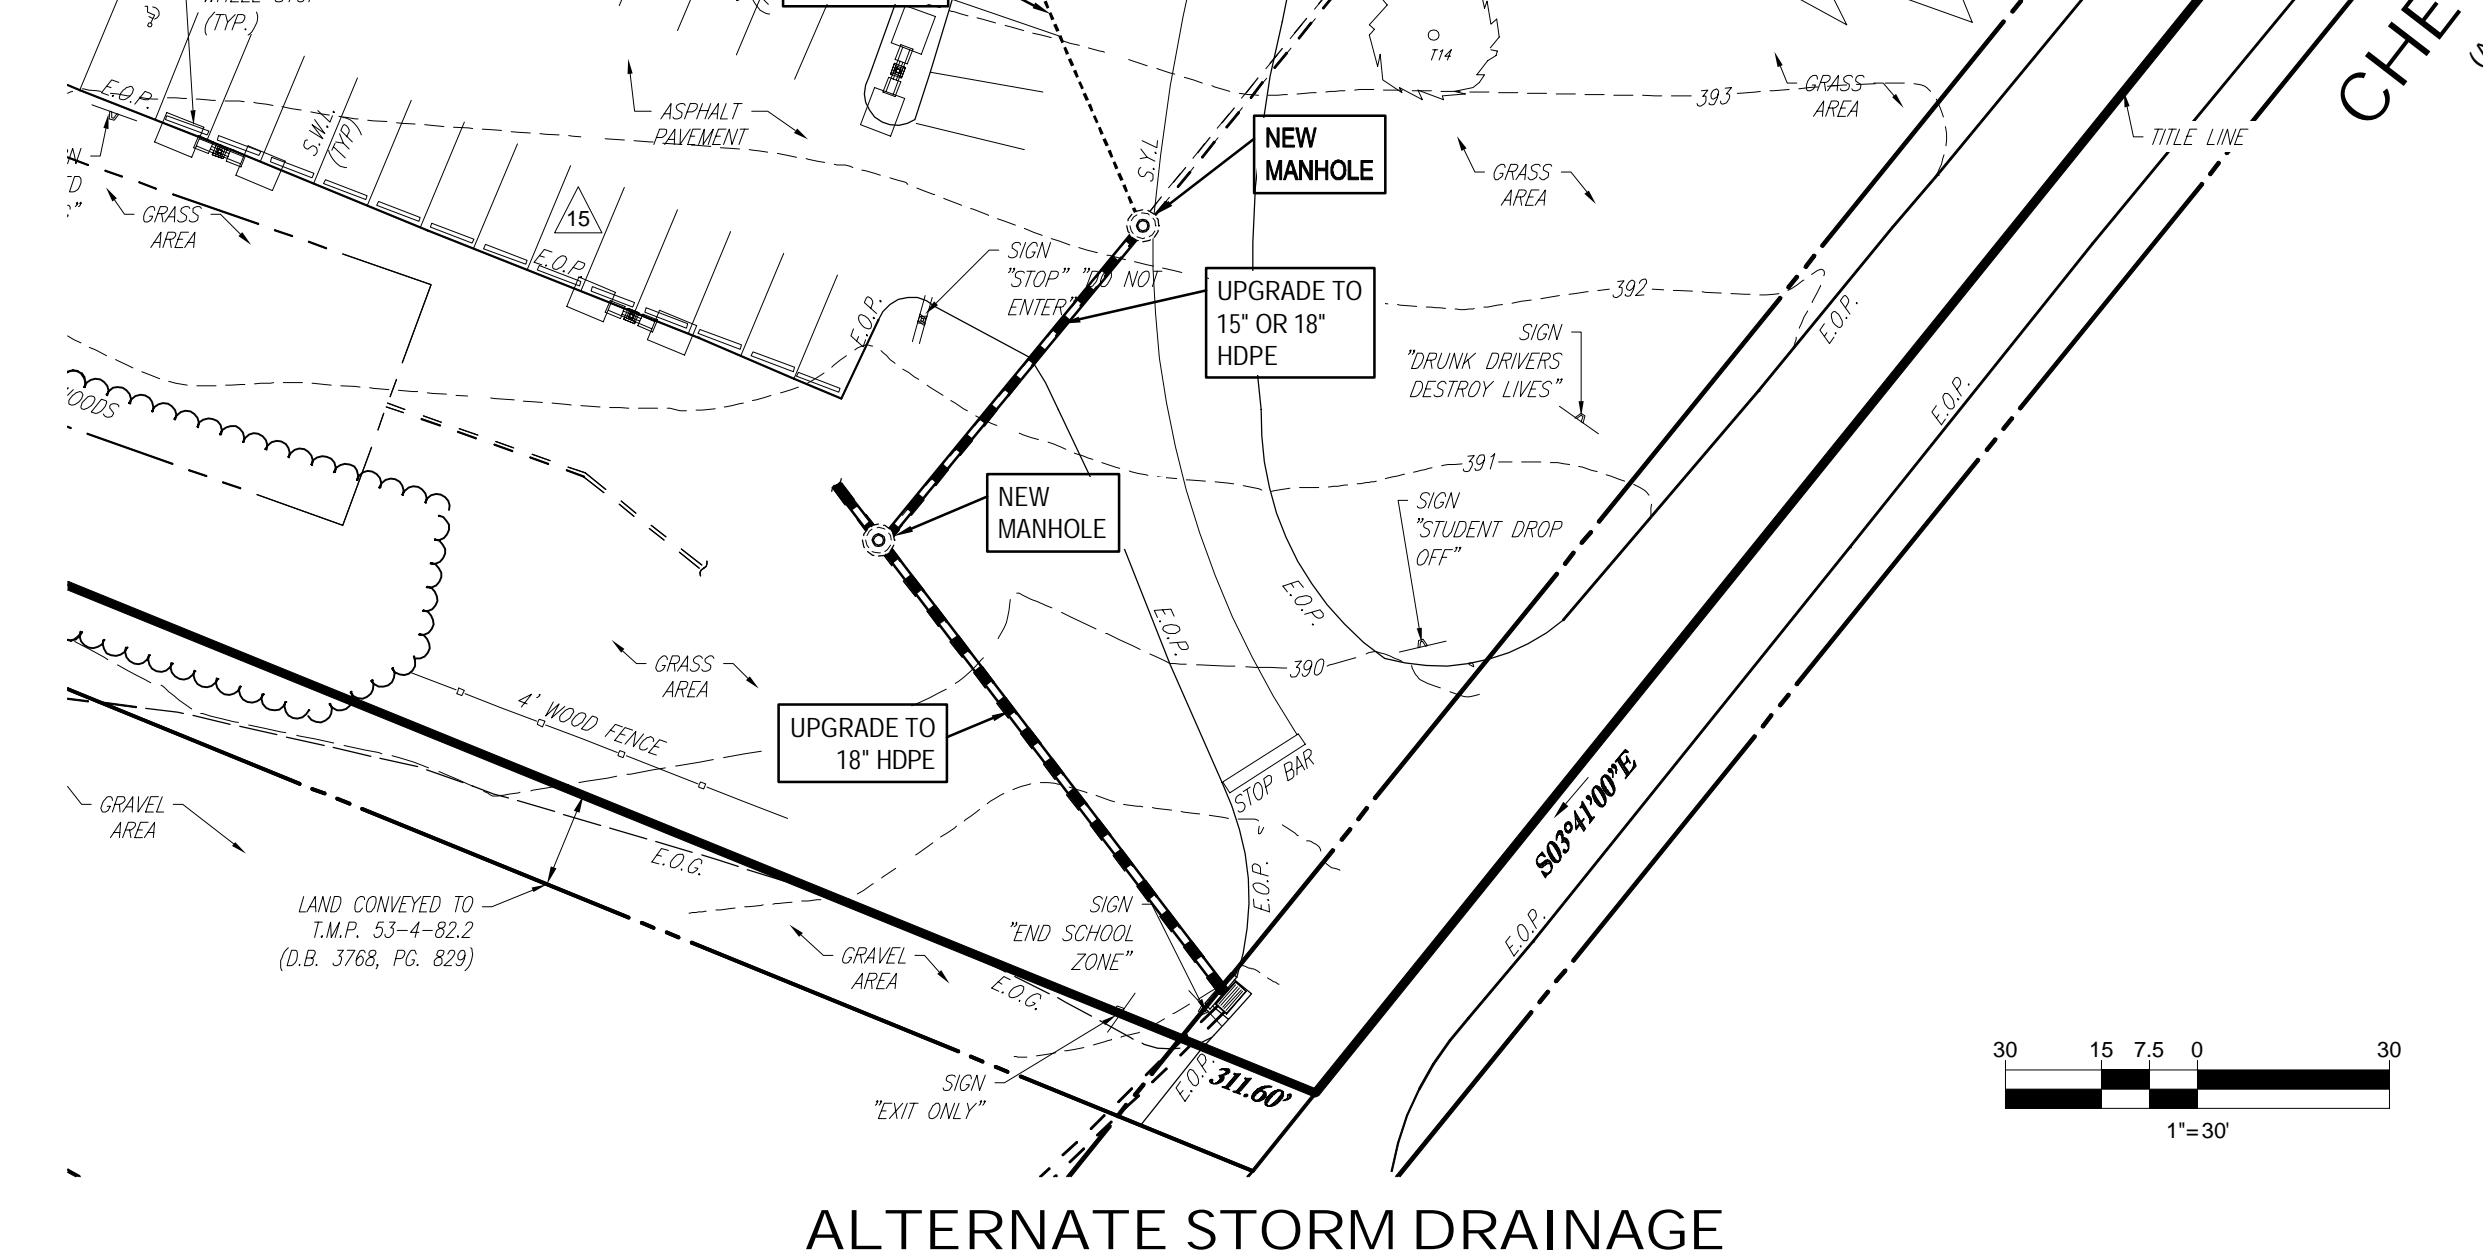 (TYP.)
T14
CHE
E.O.P.
S.W.L.
(TYP)
ASPHALT
PAVEMENT
393
GRASS
AREA
TITLE LINE
NEW
MANHOLE
S.Y.L
GRASS
AREA
GRASS
AREA
15
E.O.P.
SIGN
"STOP" "DO NOT
ENTER"
UPGRADE TO
15" OR 18"
HDPE
392
E.O.P.
E.O.P.
SIGN
"DRUNK DRIVERS
DESTROY LIVES"
E.O.P.
391
NEW
MANHOLE
SIGN
"STUDENT DROP
OFF"
E.O.P.
E.O.P.
390
GRASS
AREA
4' WOOD FENCE
UPGRADE TO
18" HDPE
STOP BAR
S03°41'00"E
GRAVEL
AREA
E.O.G.
E.O.P.
LAND CONVEYED TO
T.M.P. 53-4-82.2
(D.B. 3768, PG. 829)
SIGN
"END SCHOOL
ZONE"
GRAVEL
AREA
E.O.G.
E.O.P.
SIGN
"EXIT ONLY"
E.O.P.
311.60'
30 15 7.5 0 30
1"=30'
ALTERNATE STORM DRAINAGE